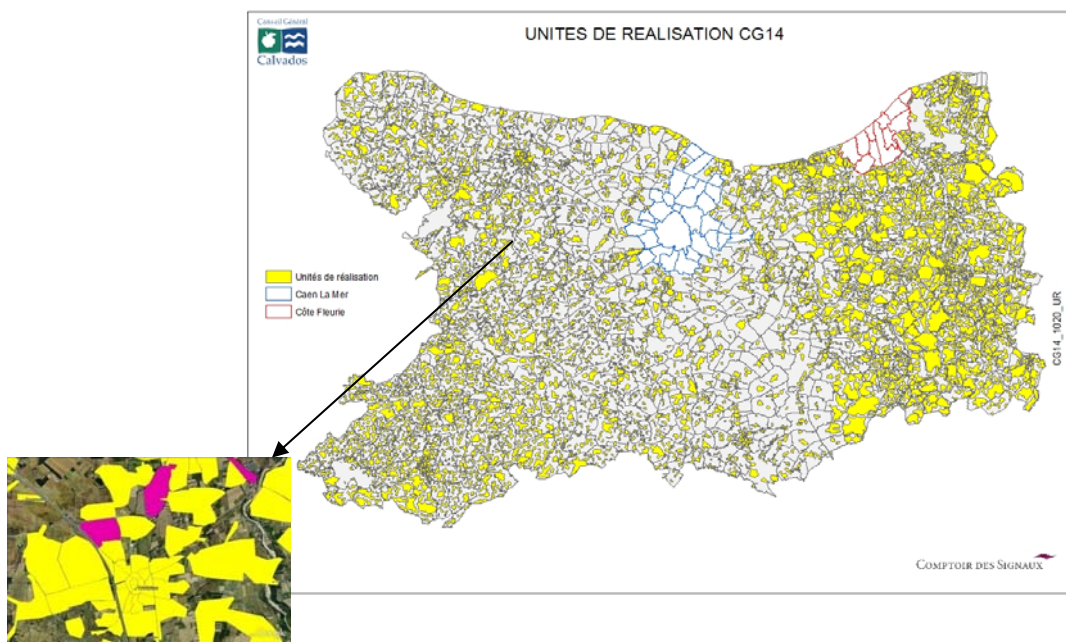 Conseil Général
Calvados
UNITES DE REALISATION CG14
Unités de réalisation
Caen La Mer
Côte Fleurie
CG14_1020_UR
COMPTOIR DES SIGNAUX